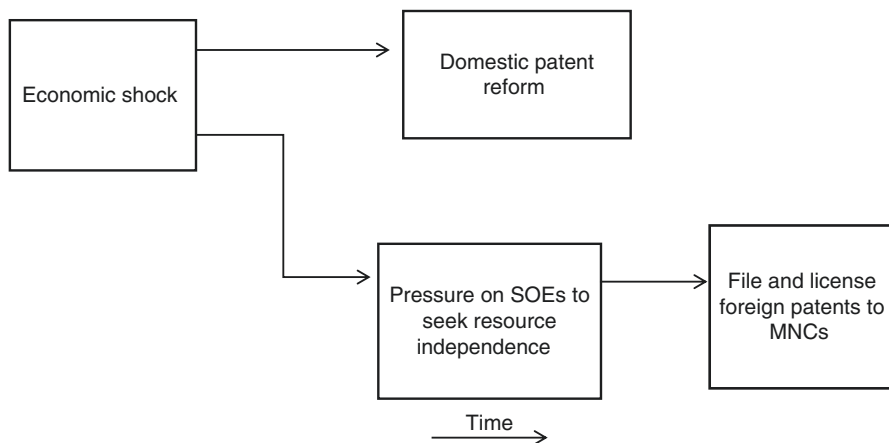 Economic shock
Domestic patent
reform
Pressure on SOEs to
seek resource
independence
File and license
foreign patents to
MNCs
Time